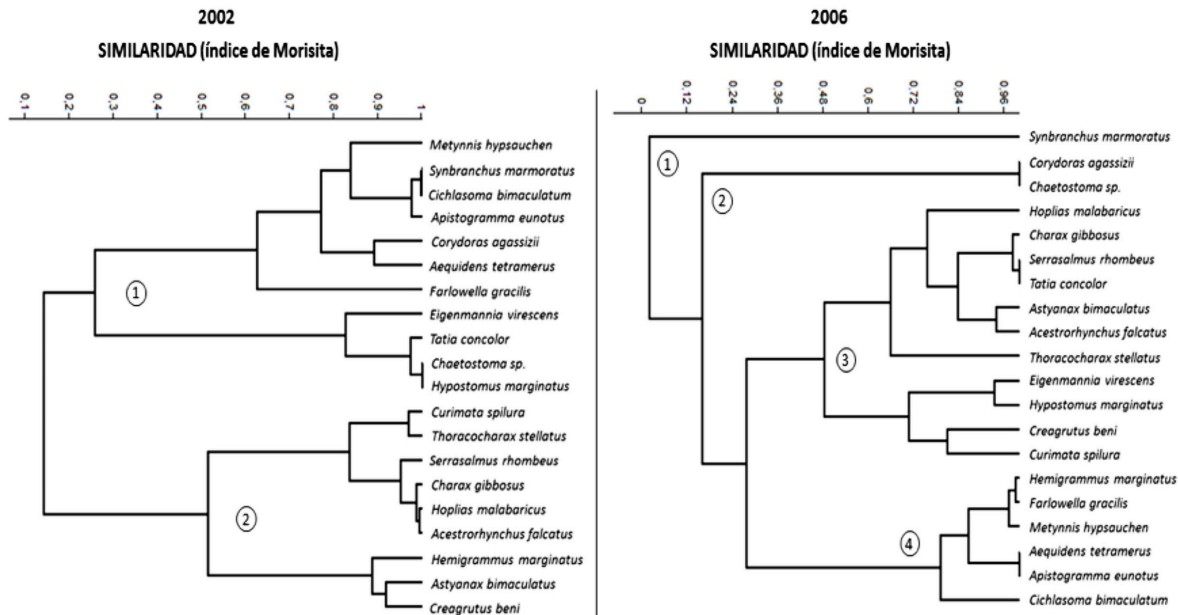 2002
SIMILARIDAD (índice de Morisita)
0,1 0,2 0,3 0,4 0,5 0,6 0,7 0,8 0,9 1
Metynnis hypsauchen
Synbranchus marmoratus
Cichlasoma bimaculatum
Apistogramma eunotus
Corydoras agassizii
Aequidens tetramerus
Farlowella gracilis
1
Eigenmannia virescens
Tatia concolor
Chaetostoma sp.
Hypostomus marginatus
Curimata spilura
Thoracocharax stellatus
Serrasalmus rhombeus
Charax gibbosus
Hoplias malabaricus
2
Acestrorhynchus falcatus
Hemigrammus marginatus
Astyanax bimaculatus
Creagrutus beni
2006
SIMILARIDAD (índice de Morisita)
0 0,12 0,24 0,36 0,48 0,6 0,72 0,84 0,96
Synbranchus marmoratus
1
Corydoras agassizii
Chaetostoma sp.
2
Hoplias malabaricus
Charax gibbosus
Serrasalmus rhombeus
Tatia concolor
Astyanax bimaculatus
Acestrorhynchus falcatus
Thoracocharax stellatus
3
Eigenmannia virescens
Hypostomus marginatus
Creagrutus beni
Curimata spilura
Hemigrammus marginatus
Farlowella gracilis
Metynnis hypsauchen
4
Aequidens tetramerus
Apistogramma eunotus
Cichlasoma bimaculatum